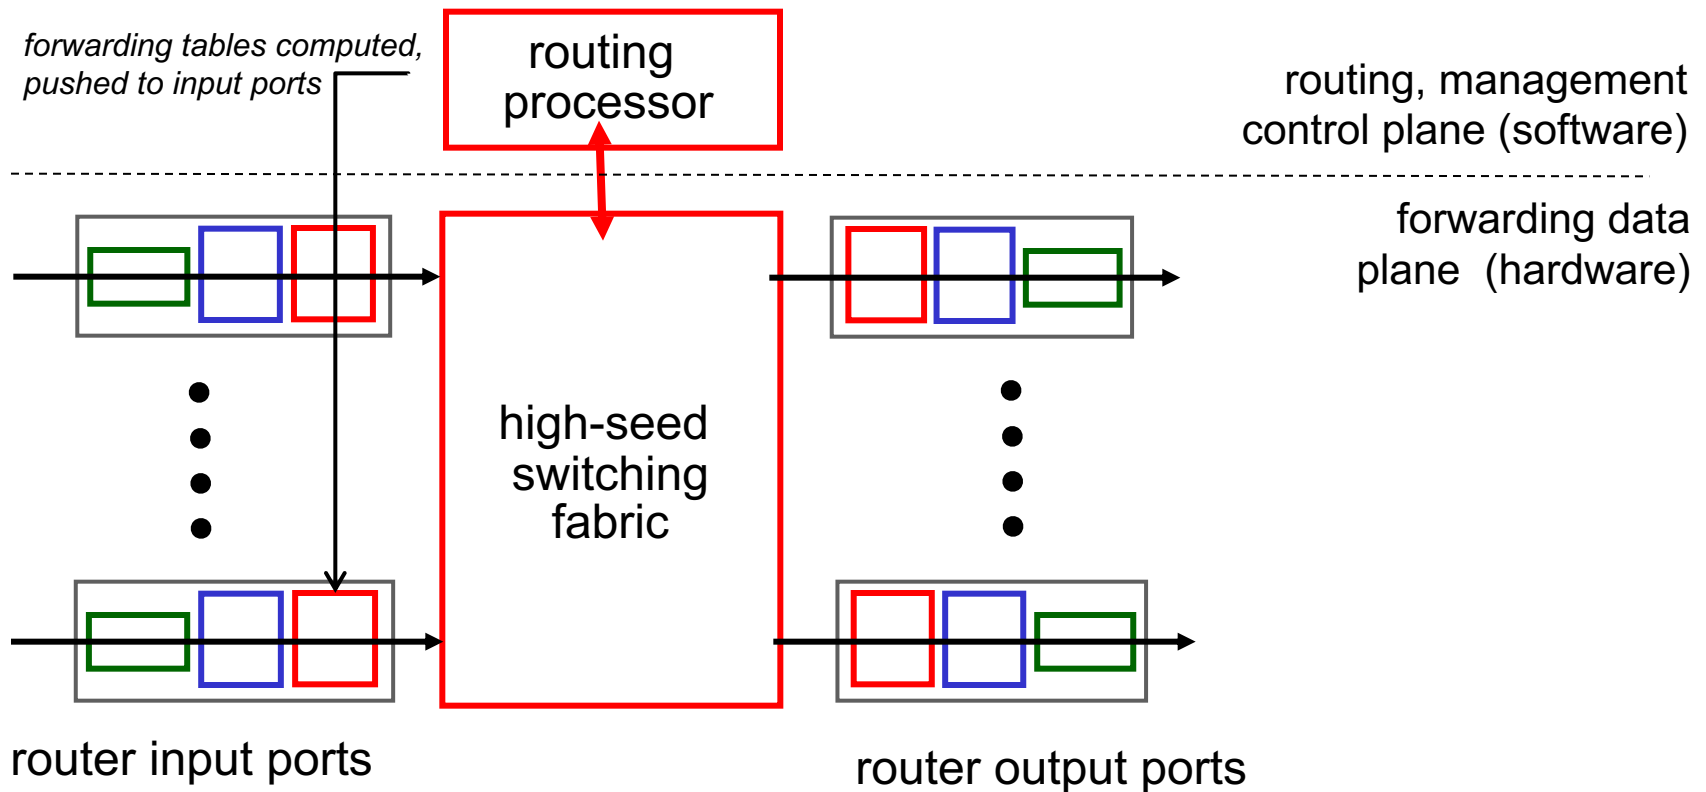 forwarding tables computed,
pushed to input ports
routing
processor
routing, management
control plane (software)
forwarding data
plane (hardware)
high-seed
switching
fabric
router input ports
router output ports